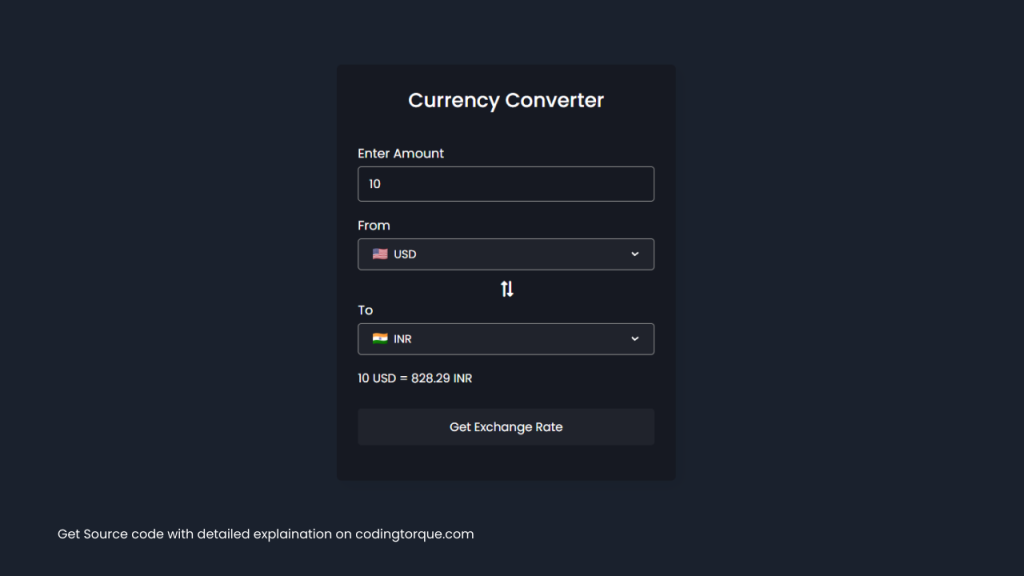 Currency Converter
Enter Amount
10
From
USD
To
INR
10 USD = 828.29 INR
Get Exchange Rate
Get Source code with detailed explaination on codingtorque.com